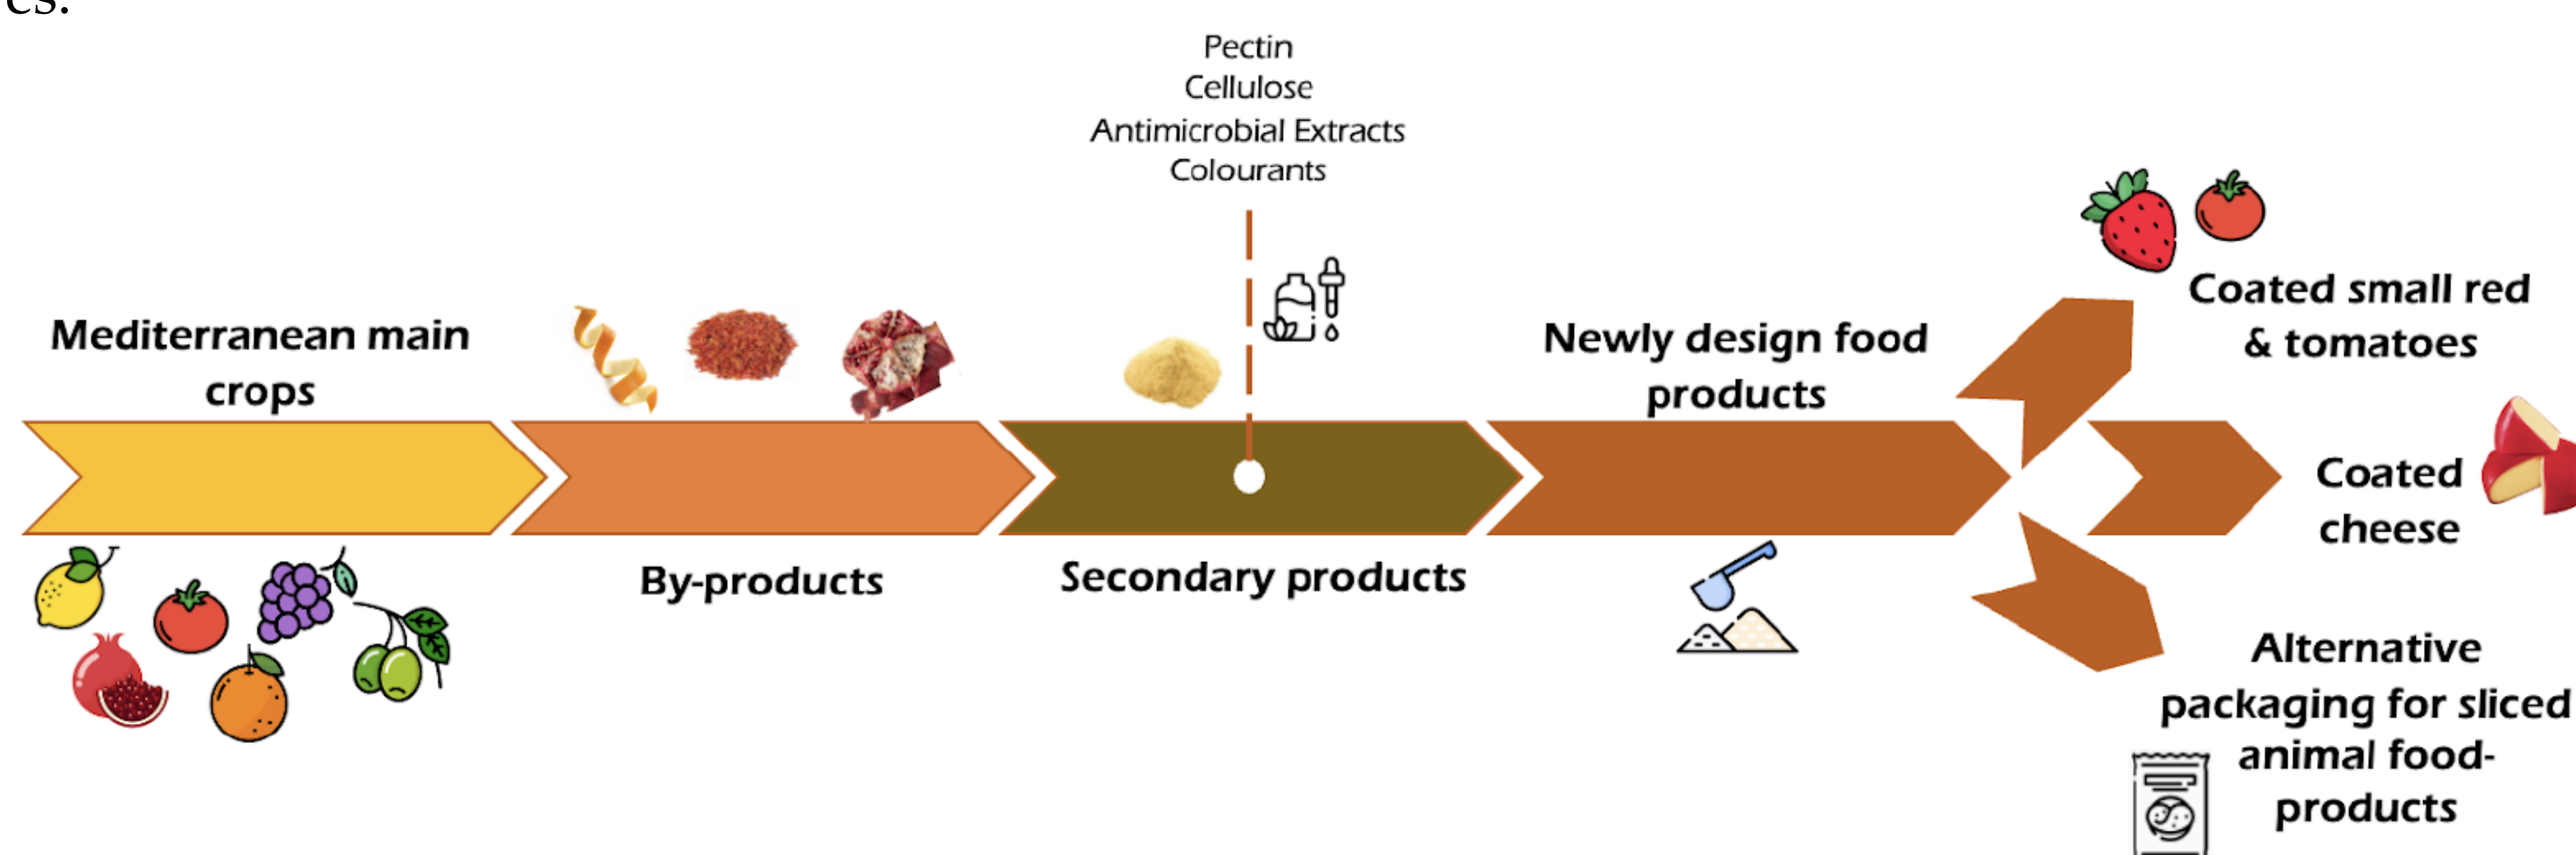 es.
Pectin
Cellulose
Antimicrobial Extracts
Colourants
Mediterranean main
crops
By-products
Secondary products
Newly design food
products
Coated small red
& tomatoes
Coated
cheese
Alternative
packaging for sliced
animal food-
products